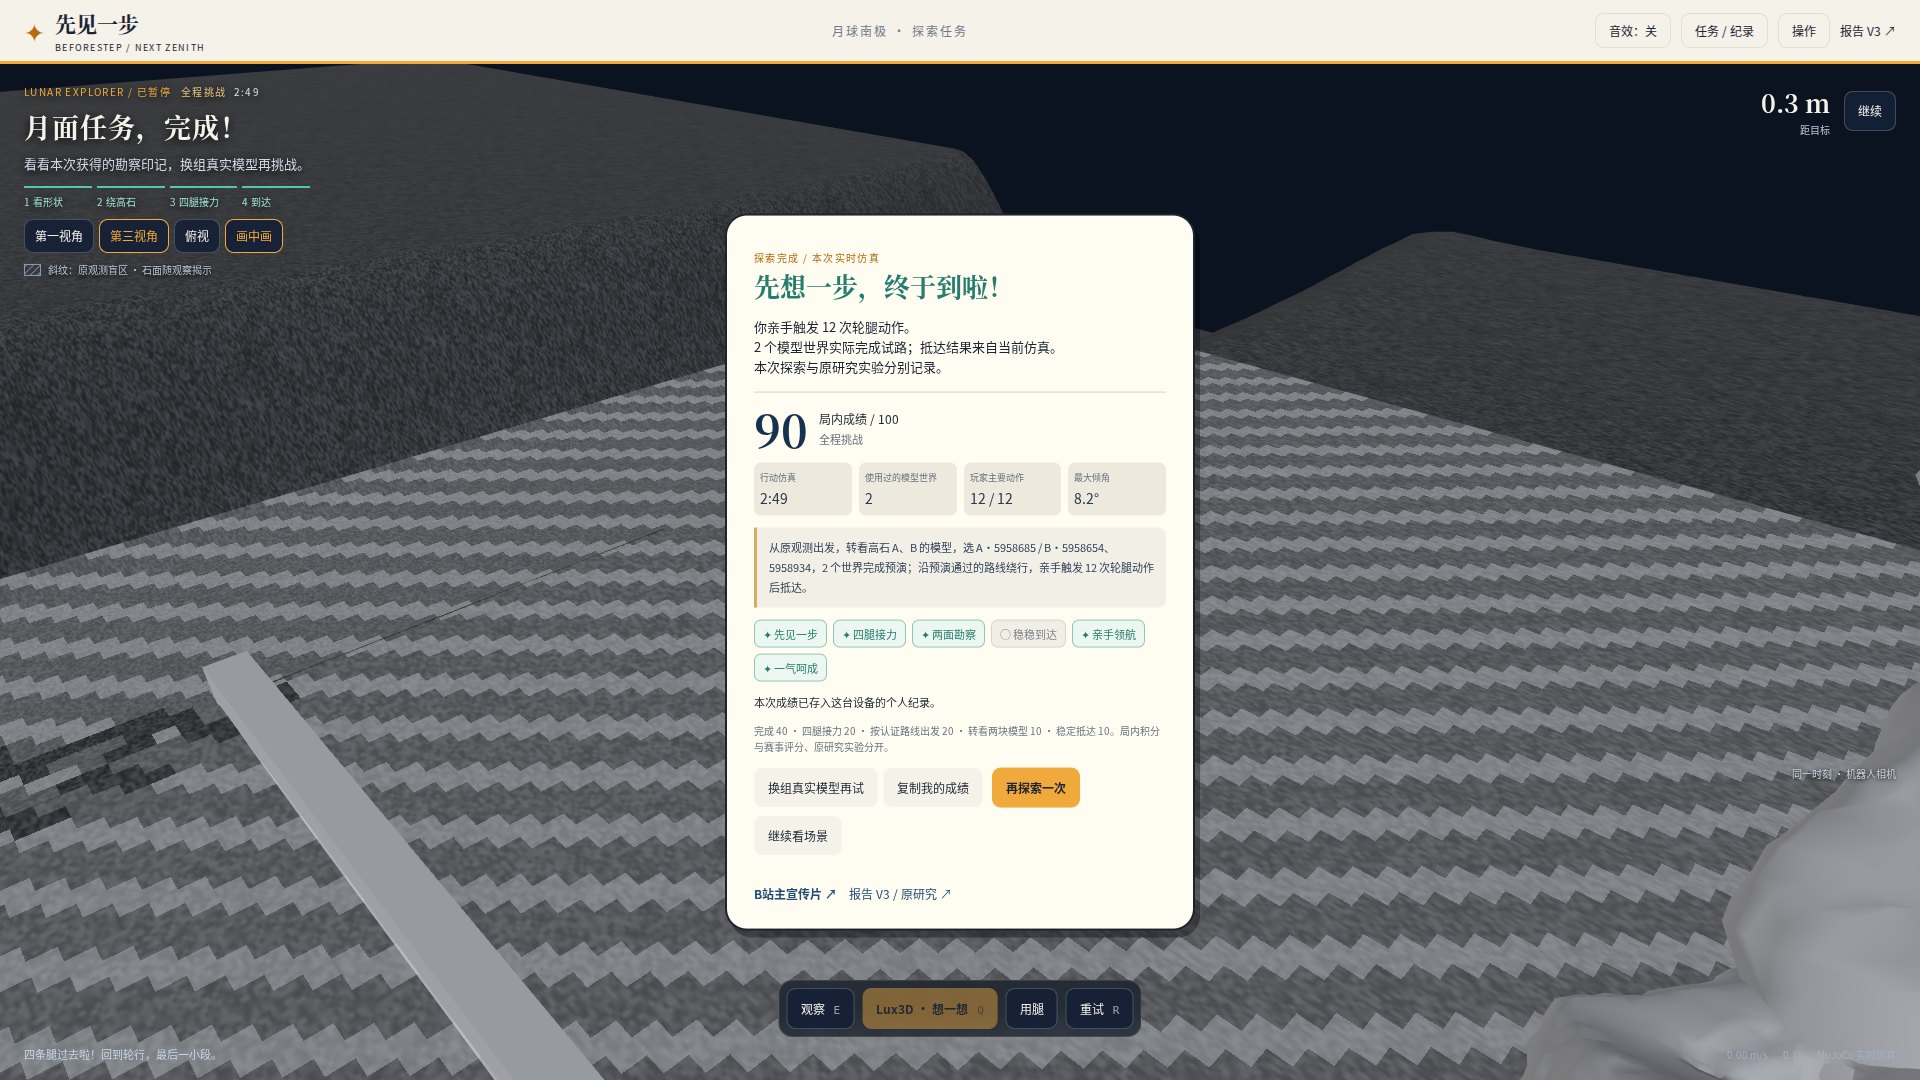 先见一步
BEFORESTEP / NEXT ZENITH
月球南极 · 探索任务
音效：关
任务 / 纪录
操作
报告 V3 ↗
LUNAR EXPLORER / 已暂停 全程挑战 2:49
月面任务，完成！
看看本次获得的勘察印记，换组真实模型再挑战。
1 看形状 2 绕高石 3 四腿接力 4 到达
第一视角 第三视角 俯视 画中画
斜纹：原观测盲区 · 石面随观察揭示
0.3 m
距目标
继续
探索完成 / 本次实时仿真
先想一步，终于到啦！
你亲手触发 12 次轮腿动作。
2 个模型世界实际完成试路；抵达结果来自当前仿真。
本次探索与原研究实验分别记录。
90 局内成绩 / 100
全程挑战
行动仿真 使用过的模型世界 玩家主要动作 最大倾角
2:49 2 12 / 12 8.2°
从原观测出发，转看高石 A、B 的模型，选 A · 5958685 / B · 5958654、
5958934，2 个世界完成预演；沿预演通过的路线绕行，亲手触发 12 次轮腿动作
后抵达。
✦ 先见一步 ✦ 四腿接力 ✦ 两面勘察 ◯ 稳稳到达 ✦ 亲手领航
✦ 一气呵成
本次成绩已存入这台设备的个人纪录。
完成 40 · 四腿接力 20 · 按认证路线出发 20 · 转看两块模型 10 · 稳定抵达 10。局内积分
与赛事评分、原研究实验分开。
换组真实模型再试 复制我的成绩 再探索一次
继续看场景
B站主宣传片 ↗ 报告 V3 / 原研究 ↗
同一时刻 · 机器人相机
观察 E Lux3D · 想一想 Q 用腿 重试 R
四条腿过去啦！回到轮行，最后一小段。
0.00 m/s MuJoCo 实时仿真